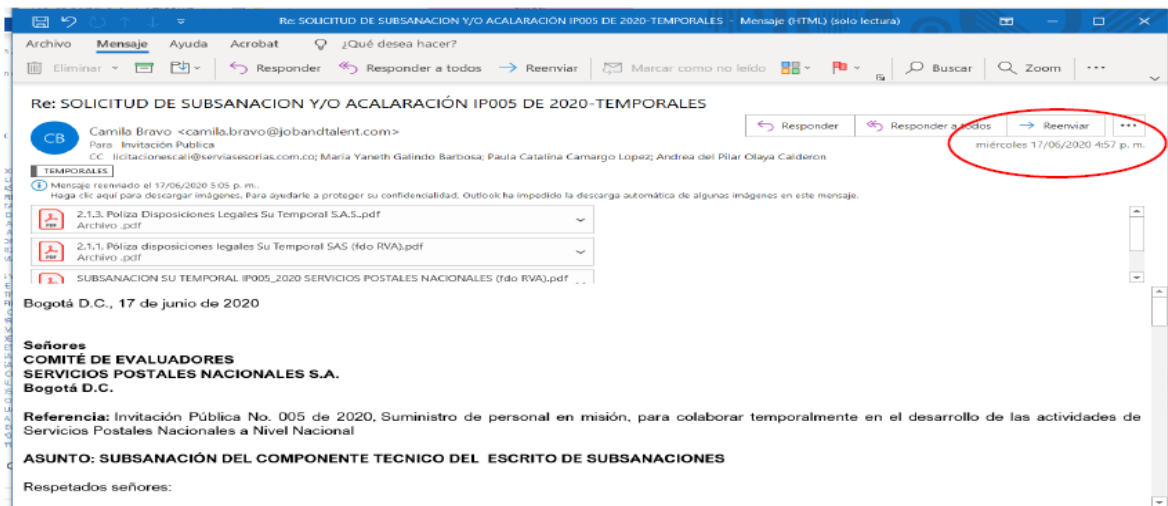 Re: SOLICITUD DE SUBSANACION Y/O ACALARACIÓN IP005 DE 2020-TEMPORALES - Mensaje (HTML) (solo lectura)
Archivo Mensaje Ayuda Acrobat ¿Qué desea hacer?
Eliminar Responder Responder a todos Reenviar Marcar como no leído Buscar Zoom ...
Re: SOLICITUD DE SUBSANACION Y/O ACALARACIÓN IP005 DE 2020-TEMPORALES
CB
Camila Bravo <camila.bravo@jobandtalent.com>
Responder Responder a todos Reenviar ...
Para Invitación Publica
miércoles 17/06/2020 4:57 p. m.
CC licitacionescali@serviasesorias.com.co; Maria Yaneth Galindo Barbosa; Paula Catalina Camargo Lopez; Andrea del Pilar Olaya Calderon
TEMPORALES
Mensaje reenviado el 17/06/2020 5:05 p. m..
Haga clic aquí para descargar imágenes. Para ayudarle a proteger su confidencialidad, Outlook ha impedido la descarga automática de algunas imágenes en este mensaje.
2.1.3. Poliza Disposiciones Legales Su Temporal S.A.S..pdf
Archivo .pdf
2.1.1. Póliza disposiciones legales Su Temporal SAS (fdo RVA).pdf
Archivo .pdf
SUBSANACION SU TEMPORAL IP005_2020 SERVICIOS POSTALES NACIONALES (fdo RVA).pdf
Bogotá D.C., 17 de junio de 2020
Señores
COMITÉ DE EVALUADORES
SERVICIOS POSTALES NACIONALES S.A.
Bogotá D.C.
Referencia: Invitación Pública No. 005 de 2020, Suministro de personal en misión, para colaborar temporalmente en el desarrollo de las actividades de
Servicios Postales Nacionales a Nivel Nacional
ASUNTO: SUBSANACIÓN DEL COMPONENTE TECNICO DEL ESCRITO DE SUBSANACIONES
Respetados señores: